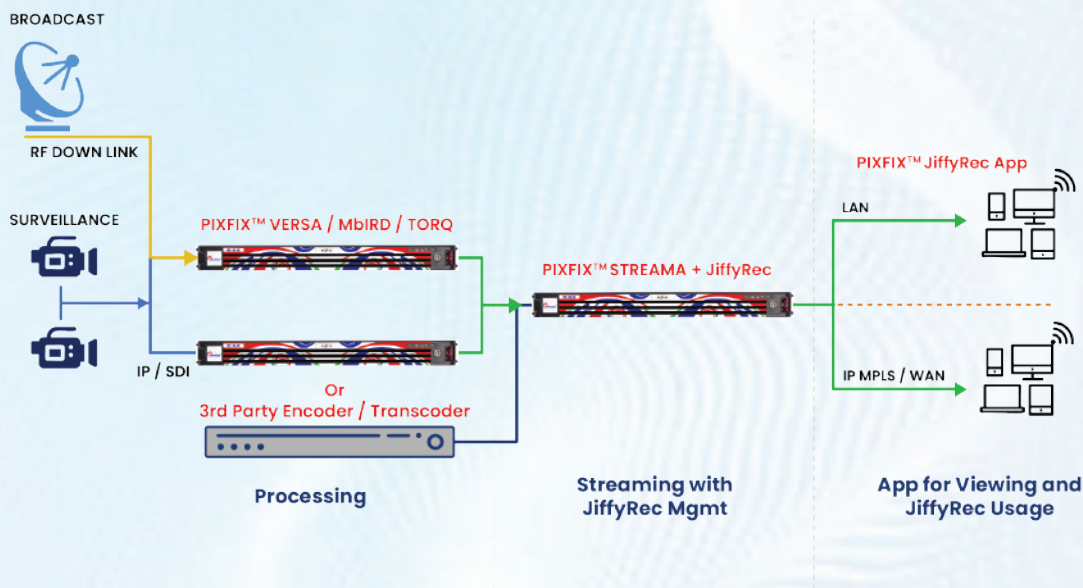 BROADCAST
RF DOWN LINK
SURVEILLANCE
PIXFIX™ VERSA / MbIRD / TORQ
IP / SDI
Or
3rd Party Encoder / Transcoder
PIXFIX™ STREAMA + JiffyRec
PIXFIX™ JiffyRec App
LAN
IP MPLS / WAN
Processing
Streaming with
JiffyRec Mgmt
App for Viewing and
JiffyRec Usage